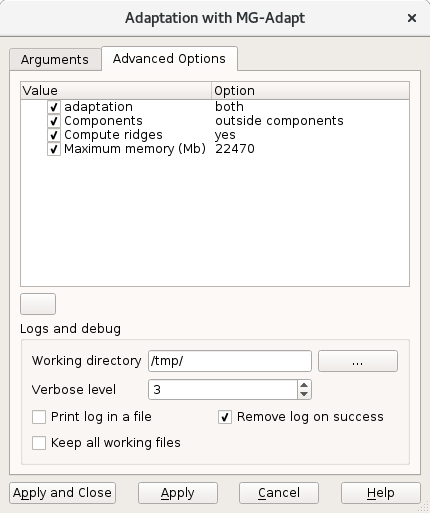 Adaptation with MG-Adapt
Arguments
Advanced Options
Value Option
adaptation both
Components outside components
Compute ridges yes
Maximum memory (Mb) 22470
Logs and debug
Working directory /tmp/ ...
Verbose level 3
Print log in a file Remove log on success
Keep all working files
Apply and Close Apply Cancel Help